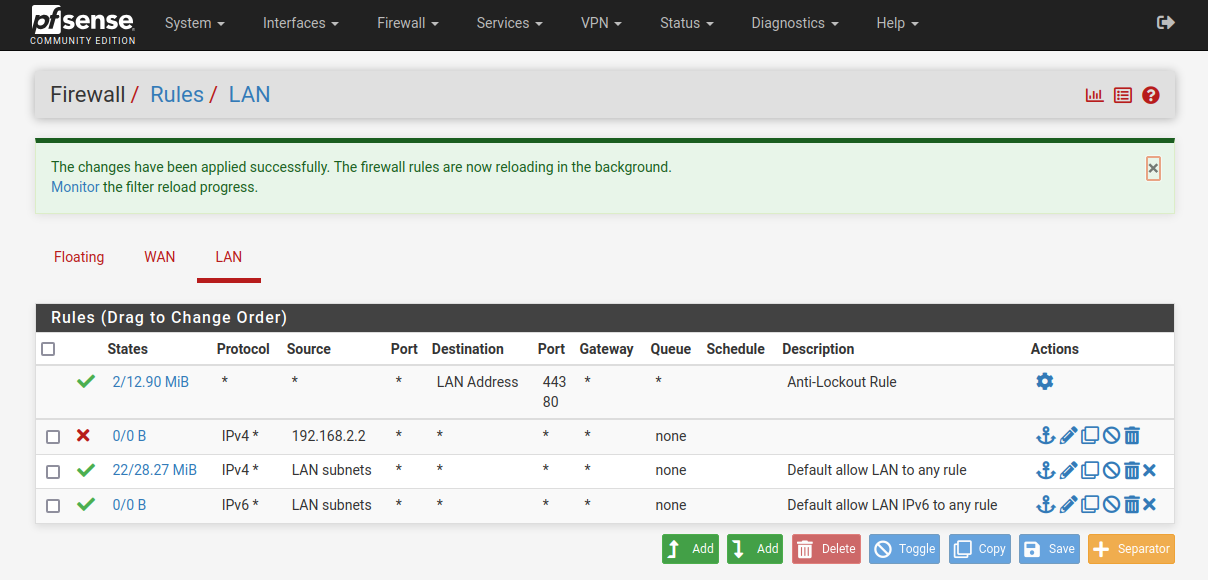 pfsense
COMMUNITY EDITION
System Interfaces Firewall Services VPN Status Diagnostics Help
Firewall / Rules / LAN
The changes have been applied successfully. The firewall rules are now reloading in the background.
Monitor the filter reload progress.
Floating WAN LAN
Rules (Drag to Change Order)
States Protocol Source Port Destination Port Gateway Queue Schedule Description Actions
2/12.90 MiB * * * LAN Address 443 * * Anti-Lockout Rule
80
0/0 B IPv4 * 192.168.2.2 * * * * none
22/28.27 MiB IPv4 * LAN subnets * * * * none Default allow LAN to any rule
0/0 B IPv6 * LAN subnets * * * * none Default allow LAN IPv6 to any rule
Add Add Delete Toggle Copy Save Separator